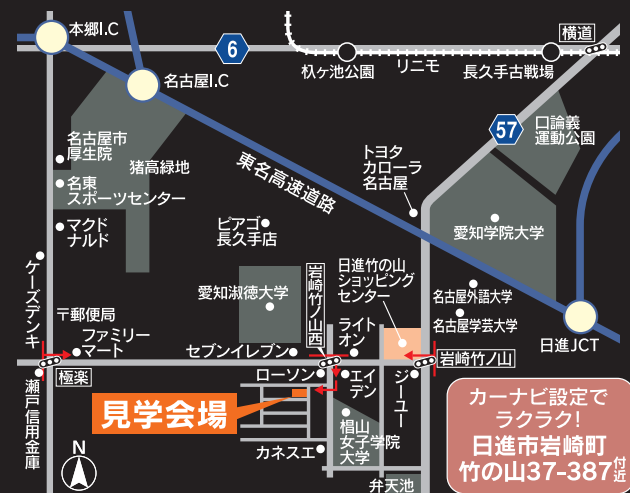 本郷I.C
6
横道
名古屋I.C
杁ヶ池公園
リニモ
長久手古戦場
57
口論義
運動公園
名古屋市
厚生院
猪高緑地
東名高速道路
トヨタ
カローラ
名古屋
名東
スポーツセンター
マクド
ナルド
ピアゴ
長久手店
愛知学院大学
ケーズデンキ
愛知淑徳大学
岩崎竹ノ山西
日進竹の山
ショッピング
センター
名古屋外語大学
名古屋学芸大学
〒郵便局
ファミリー
マート
セブンイレブン
ライト
オン
日進JCT
極楽
ローソン
エイ
デン
ジーユー
岩崎竹ノ山
瀬戸信用金庫
見学会場
椙山
女子学院
大学
カネスエ
弁天池
N
カーナビ設定で
ラクラク!
日進市岩崎町
竹の山37-387付近